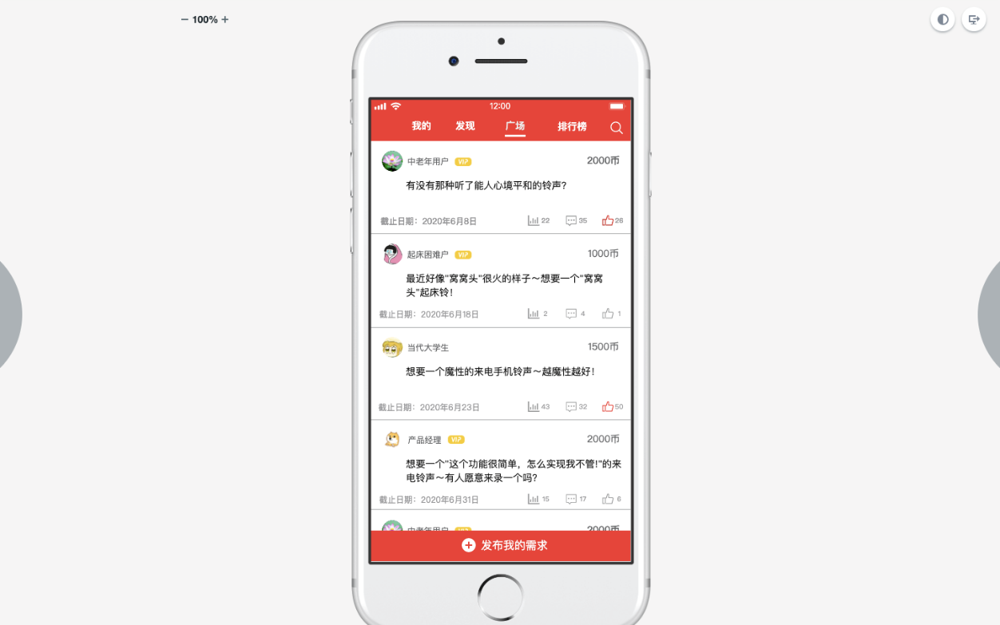 − 100% +
12:00
我的 发现 广场 排行榜
中老年用户 VIP 2000币
有没有那种听了能人心境平和的铃声?
截止日期：2020年6月8日 22 35 26
起床困难户 VIP 1000币
最近好像"窝窝头"很火的样子～想要一个"窝窝
头"起床铃!
截止日期：2020年6月18日 2 4 1
当代大学生 1500币
想要一个魔性的来电手机铃声～越魔性越好!
截止日期：2020年6月23日 43 32 50
产品经理 VIP 2000币
想要一个"这个功能很简单，怎么实现我不管!"的来
电铃声～有人愿意来录一个吗?
截止日期：2020年6月31日 15 17 6
中老年用户 VIP 2000币
发布我的需求